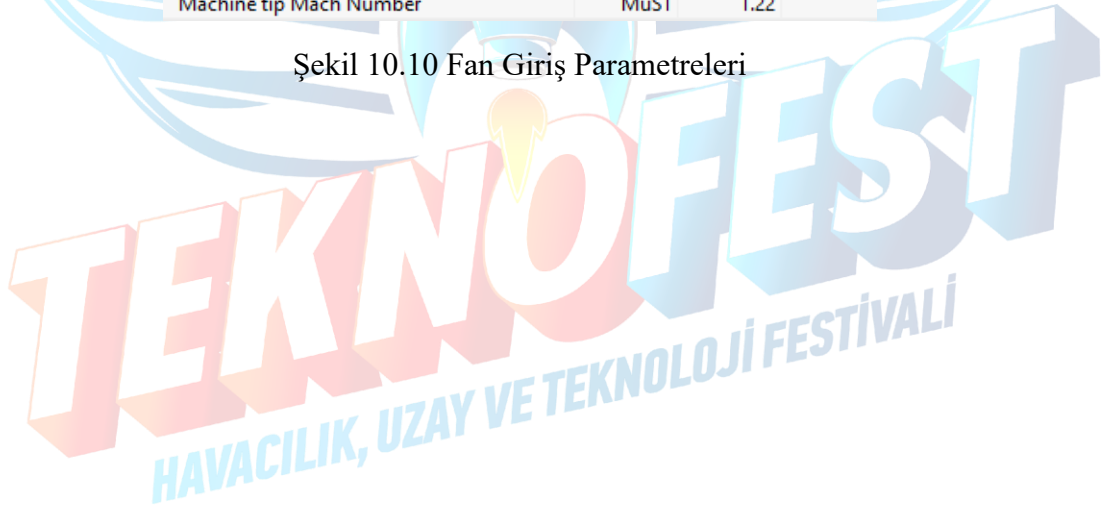 Machine tip Mach Number MuST 1.22
Şekil 10.10 Fan Giriş Parametreleri
TEKNOFEST
HAVACILIK, UZAY VE TEKNOLOJİ FESTİVALİ